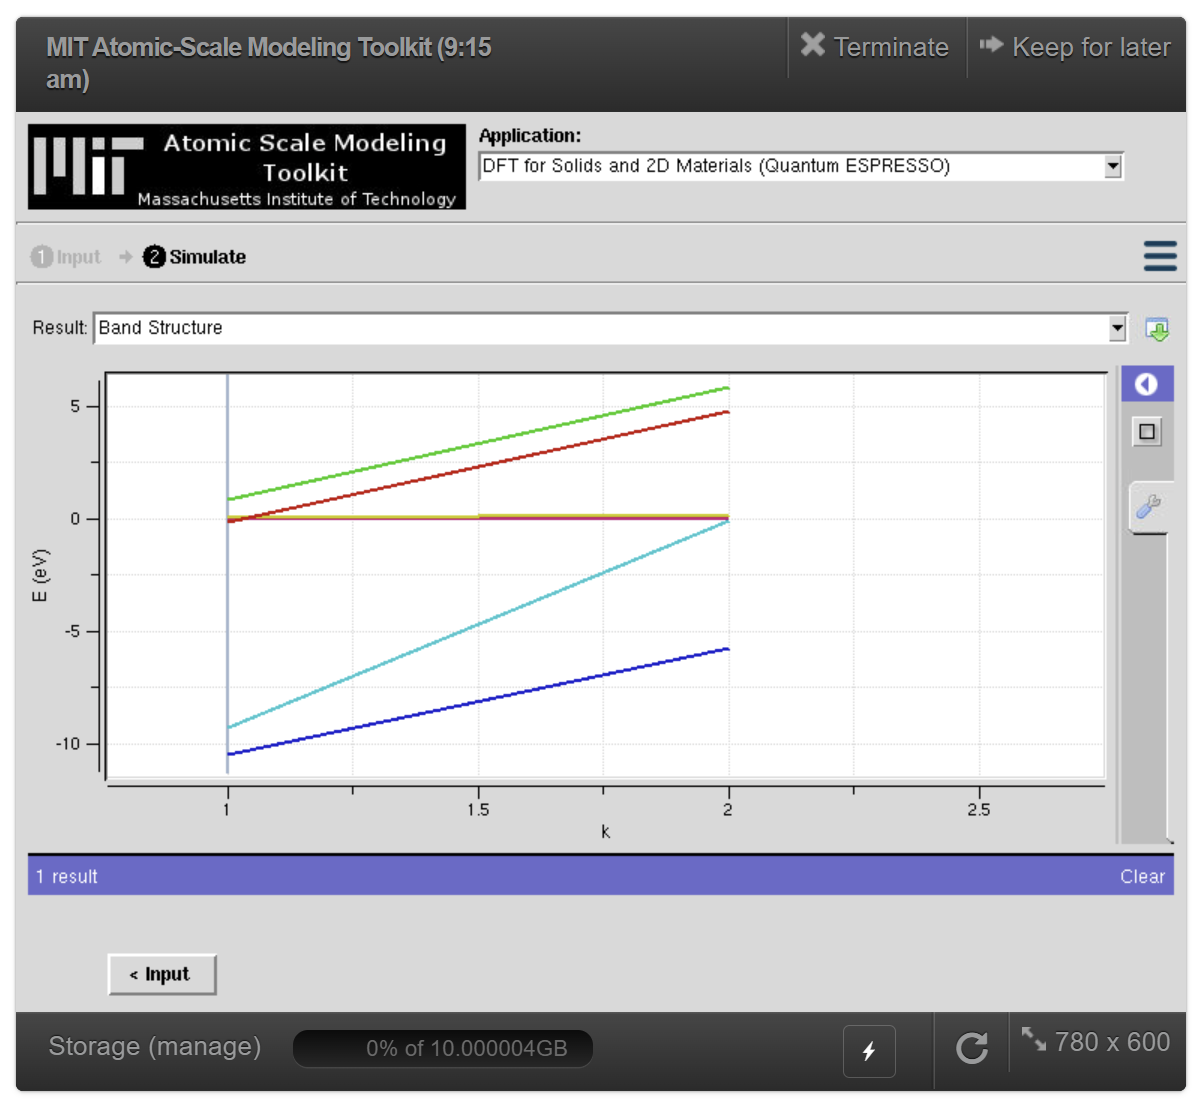 MIT Atomic-Scale Modeling Toolkit (9:15
am)
Terminate
Keep for later
MIT
Atomic Scale Modeling
Toolkit
Massachusetts Institute of Technology
Application:
DFT for Solids and 2D Materials (Quantum ESPRESSO)
1 Input
2 Simulate
Result: Band Structure
5
0
-5
-10
E (eV)
1
1.5
2
2.5
k
1 result
Clear
< Input
Storage (manage)
0% of 10.000004GB
780 x 600